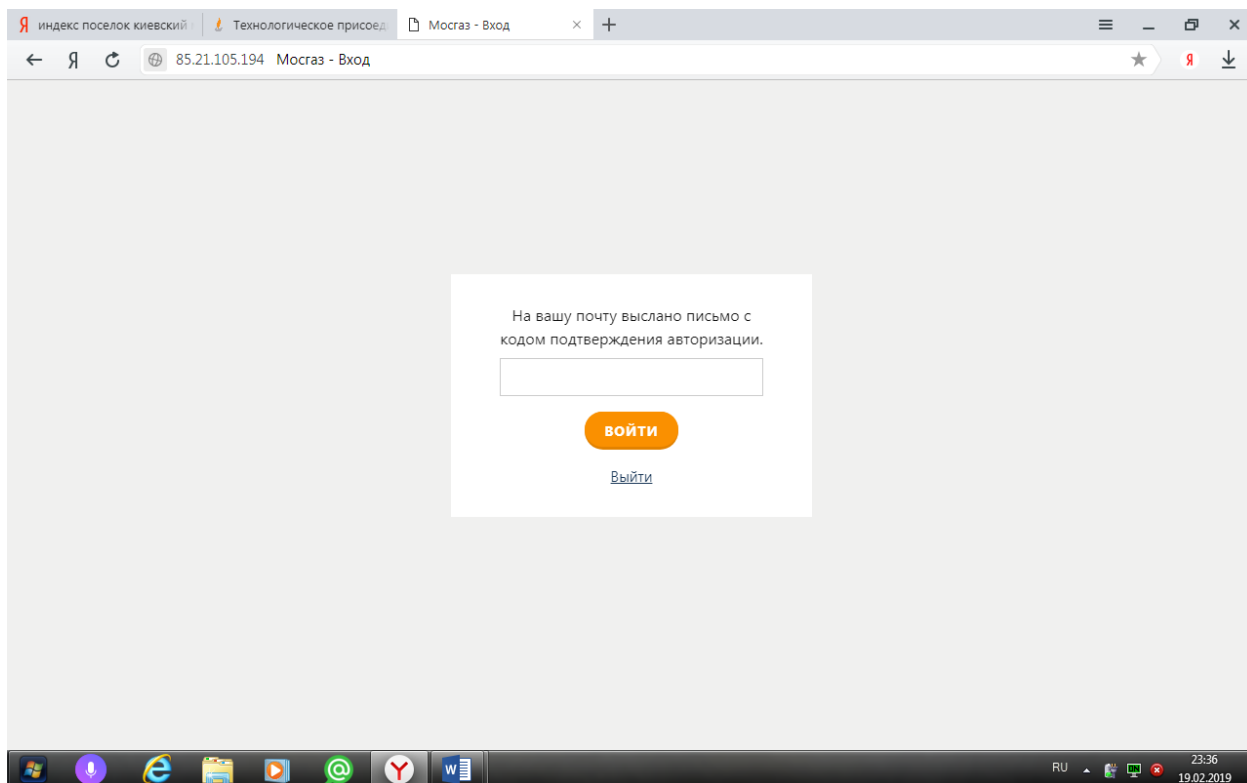 Я индекс поселок киевский
Технологическое присоед
Мосгаз - Вход
Я
85.21.105.194 Мосгаз - Вход
Я
На вашу почту выслано письмо с
кодом подтверждения авторизации.
войти
Выйти
RU
23:36
19.02.2019